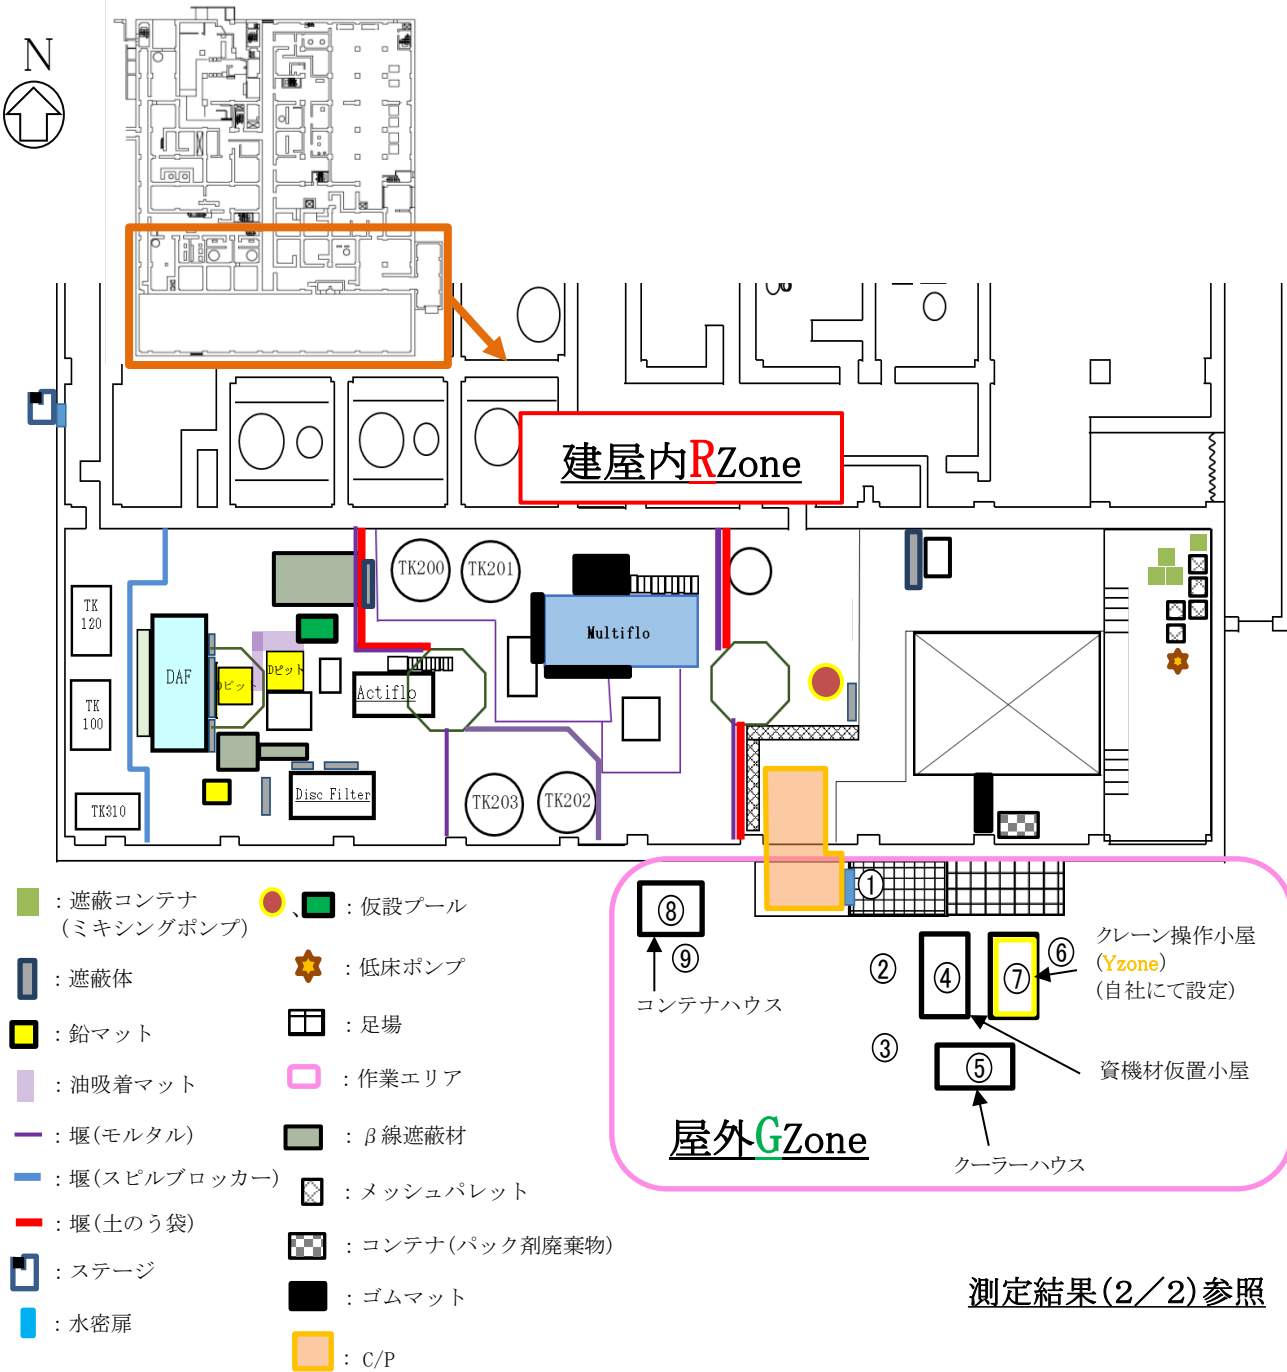 N
建屋内RZone
TK200
TK201
TK
120
Multiflo
DAF
Dピット
Dピット
Actiflo
TK
100
Disc Filter
TK203
TK202
TK310
①
⑧
⑨
コンテナハウス
②
④
⑦
⑥
クレーン操作小屋
(Yzone)
(自社にて設定)
③
⑤
資機材仮置小屋
屋外GZone
クーラーハウス
:遮蔽コンテナ
(ミキシングポンプ)
:遮蔽体
:鉛マット
:油吸着マット
:堰(モルタル)
:堰(スピルブロッカー)
:堰(土のう袋)
:ステージ
:水密扉
、
:仮設プール
:低床ポンプ
:足場
:作業エリア
:β線遮蔽材
:メッシュパレット
:コンテナ(パック剤廃棄物)
:ゴムマット
:C/P
測定結果(2/2)参照